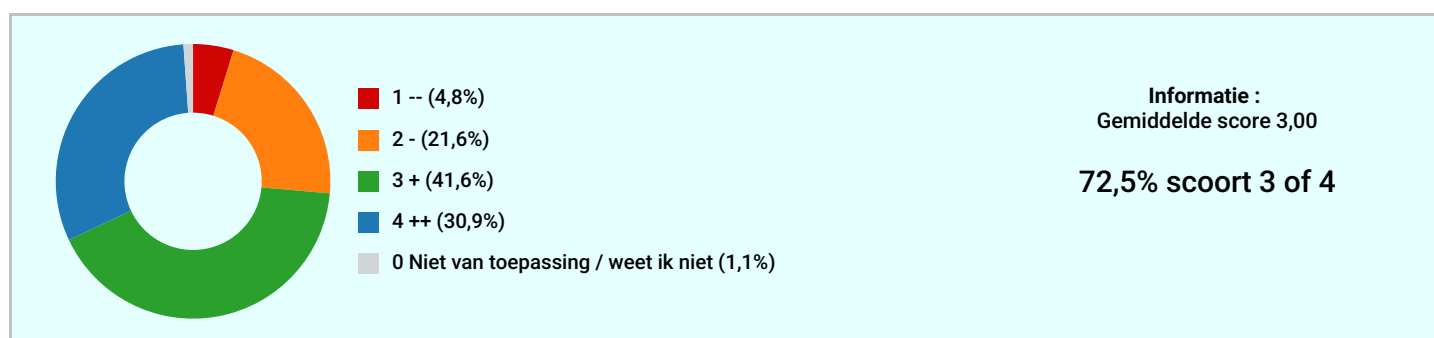 1 -- (4,8%)
2 - (21,6%)
3 + (41,6%)
4 ++ (30,9%)
0 Niet van toepassing / weet ik niet (1,1%)
Informatie :
Gemiddelde score 3,00
72,5% scoort 3 of 4